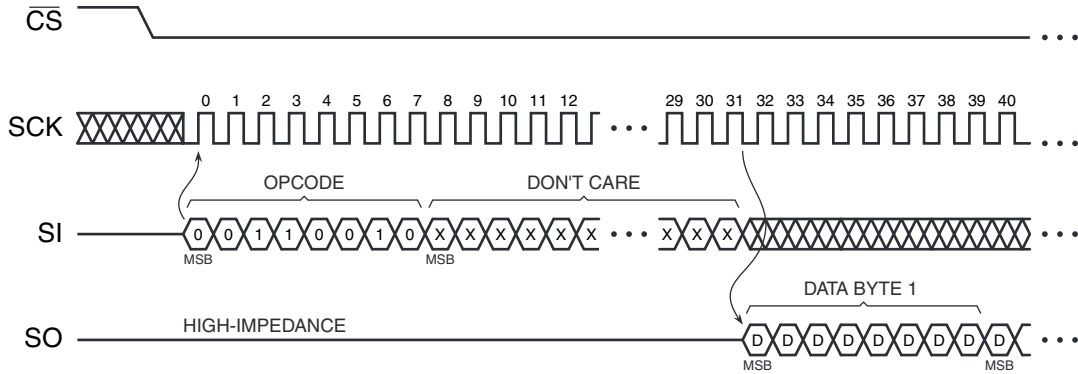 CS
0 1 2 3 4 5 6 7 8 9 10 11 12 29 30 31 32 33 34 35 36 37 38 39 40
SCK
OPCODE DON'T CARE
SI 0 0 1 1 0 0 1 0 X X X X X X X X X
MSB MSB
DATA BYTE 1
HIGH-IMPEDANCE
SO D D D D D D D D D
MSB MSB